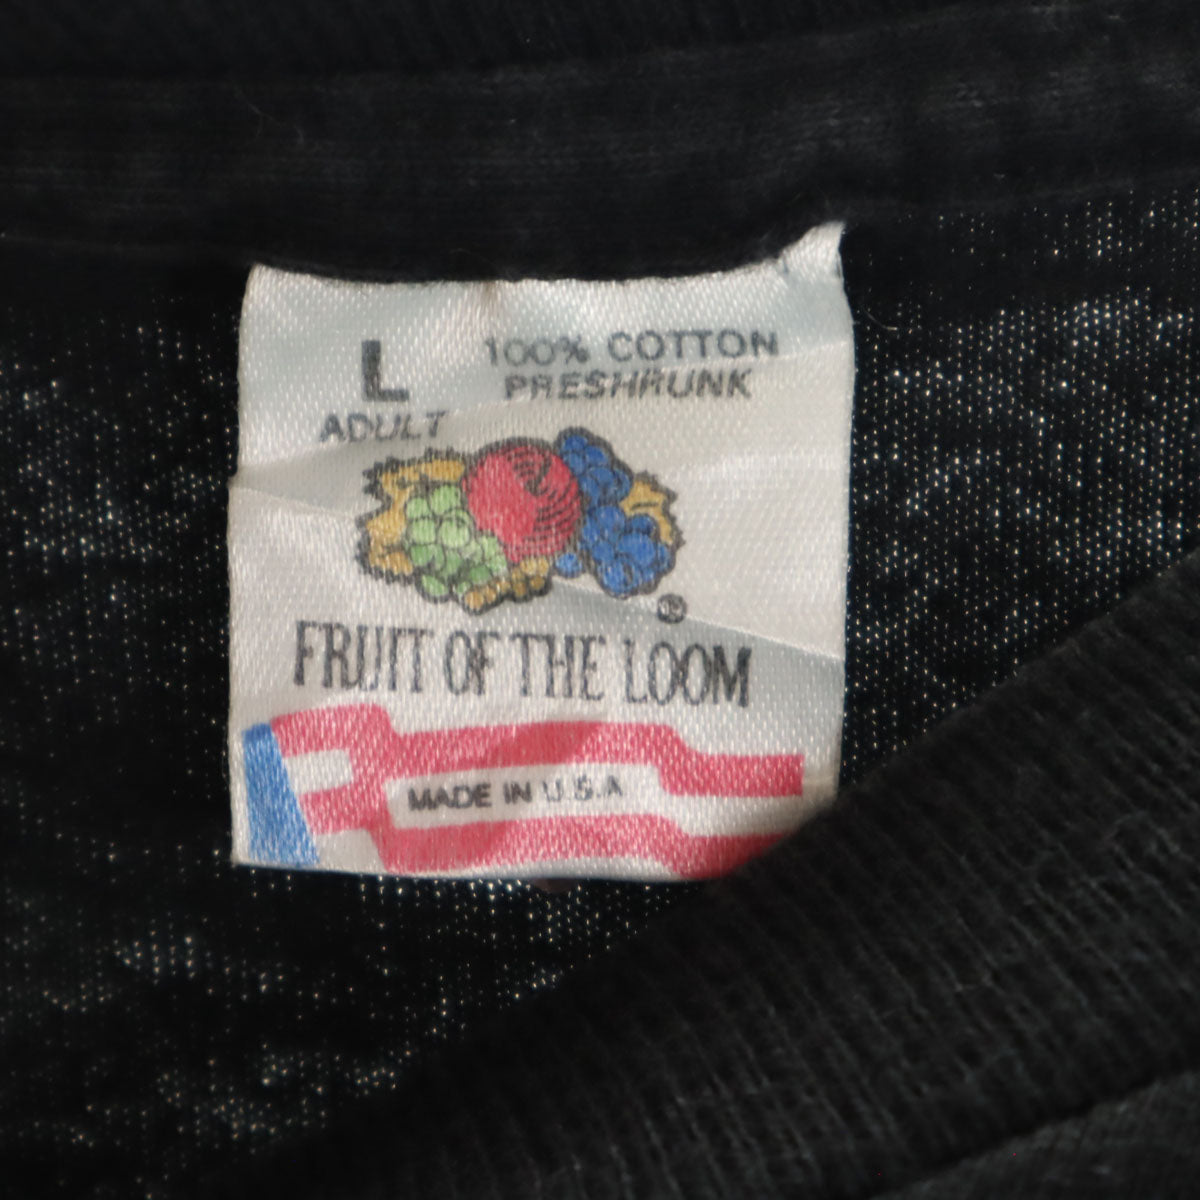 L
100% COTTON
PRESHRUNK
ADULT
®
FRUIT OF THE LOOM
MADE IN U.S.A